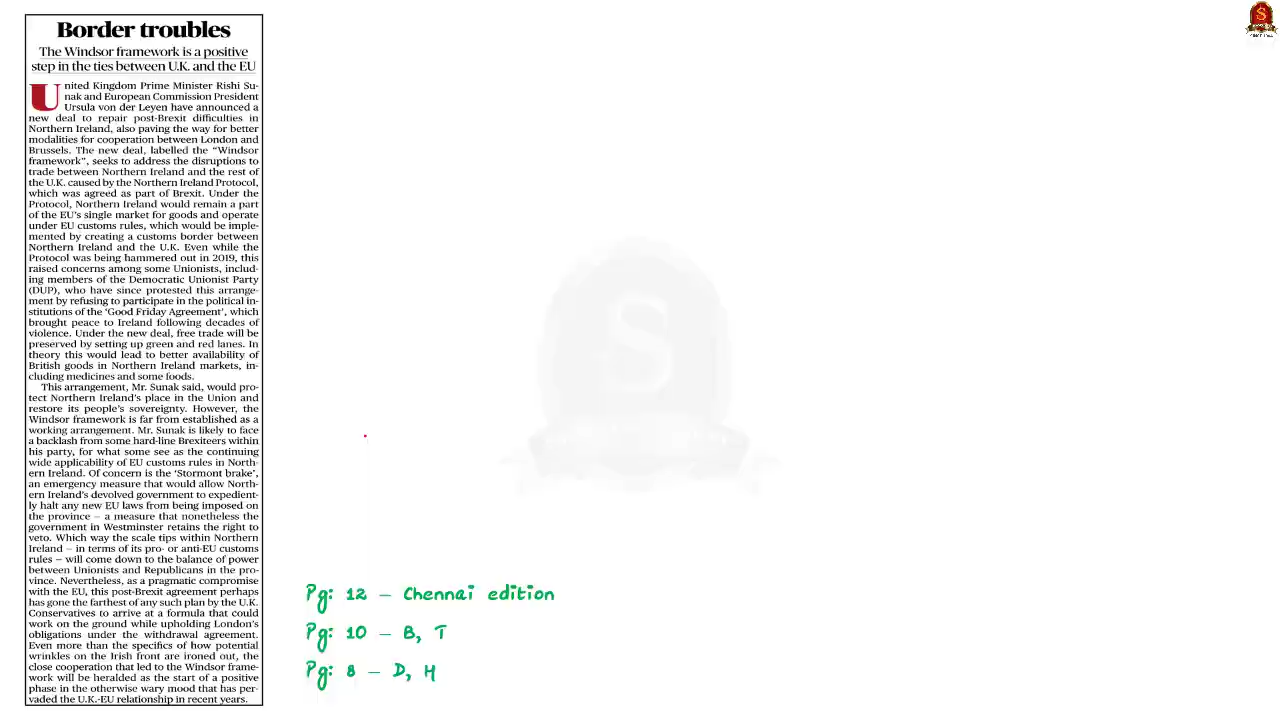 Border troubles
The Windsor framework is a positive
step in the ties between U.K. and the EU
United Kingdom Prime Minister Rishi Su-
nak and European Commission President
Ursula von der Leyen have announced a
new deal to repair post-Brexit difficulties in
Northern Ireland, also paving the way for better
modalities for cooperation between London and
Brussels. The new deal, labelled the “Windsor
framework”, seeks to address the disruptions to
trade between Northern Ireland and the rest of
the U.K. caused by the Northern Ireland Protocol,
which was agreed as part of Brexit. Under the
Protocol, Northern Ireland would remain a part
of the EU’s single market for goods and operate
under EU customs rules, which would be imple-
mented by creating a customs border between
Northern Ireland and the U.K. Even while the
Protocol was being hammered out in 2019, this
raised concerns among some Unionists, includ-
ing members of the Democratic Unionist Party
(DUP), who have since protested this arrange-
ment by refusing to participate in the political in-
stitutions of the ‘Good Friday Agreement’, which
brought peace to Ireland following decades of
violence. Under the new deal, free trade will be
preserved by setting up green and red lanes. In
theory this would lead to better availability of
British goods in Northern Ireland markets, in-
cluding medicines and some foods.
This arrangement, Mr. Sunak said, would pro-
tect Northern Ireland’s place in the Union and
restore its people’s sovereignty. However, the
Windsor framework is far from established as a
working arrangement. Mr. Sunak is likely to face
a backlash from some hard-line Brexiteers within
his party, for what some see as the continuing
wide applicability of EU customs rules in North-
ern Ireland. Of concern is the ‘Stormont brake’,
an emergency measure that would allow North-
ern Ireland’s devolved government to expedient-
ly halt any new EU laws from being imposed on
the province – a measure that nonetheless the
government in Westminster retains the right to
veto. Which way the scale tips within Northern
Ireland – in terms of its pro- or anti-EU customs
rules – will come down to the balance of power
between Unionists and Republicans in the pro-
vince. Nevertheless, as a pragmatic compromise
with the EU, this post-Brexit agreement perhaps
has gone the farthest of any such plan by the U.K.
Conservatives to arrive at a formula that could
work on the ground while upholding London’s
obligations under the withdrawal agreement.
Even more than the specifics of how potential
wrinkles on the Irish front are ironed out, the
close cooperation that led to the Windsor frame-
work will be heralded as the start of a positive
phase in the otherwise wary mood that has per-
vaded the U.K.-EU relationship in recent years.
Pg: 12 – Chennai edition
Pg: 10 – B, T
Pg: 8 – D, H
S
S